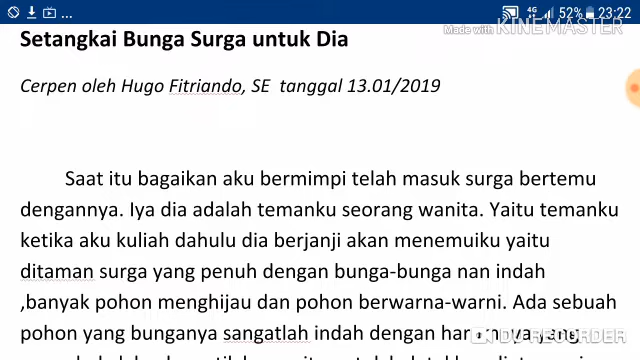 4G 52% 23:22
Made with KINEMASTER
Setangkai Bunga Surga untuk Dia
Cerpen oleh Hugo Fitriando, SE tanggal 13.01/2019
Saat itu bagaikan aku bermimpi telah masuk surga bertemu
dengannya. Iya dia adalah temanku seorang wanita. Yaitu temanku
ketika aku kuliah dahulu dia berjanji akan menemuiku yaitu
ditaman surga yang penuh dengan bunga-bunga nan indah
,banyak pohon menghijau dan pohon berwarna-warni. Ada sebuah
pohon yang bunganya sangatlah indah dengan harumnya yang
DU RECORDER